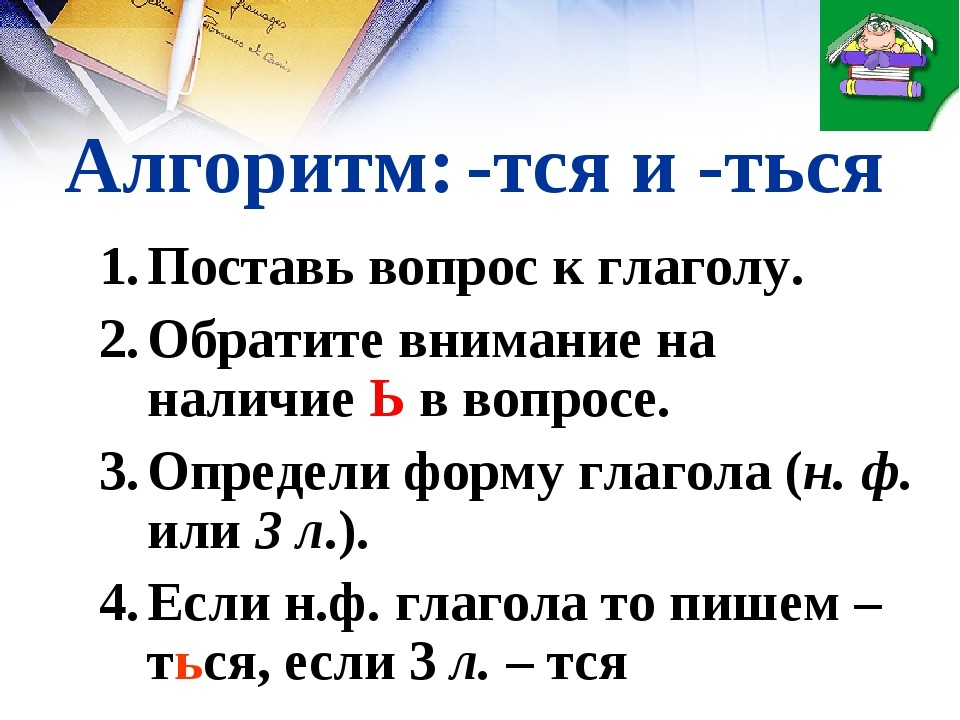 fromages
Алгоритм: -тся и -ться
1. Поставь вопрос к глаголу.
2. Обратите внимание на
наличие Ь в вопросе.
3. Определи форму глагола (н. ф.
или 3 л.).
4. Если н.ф. глагола то пишем –
ться, если 3 л. – тся